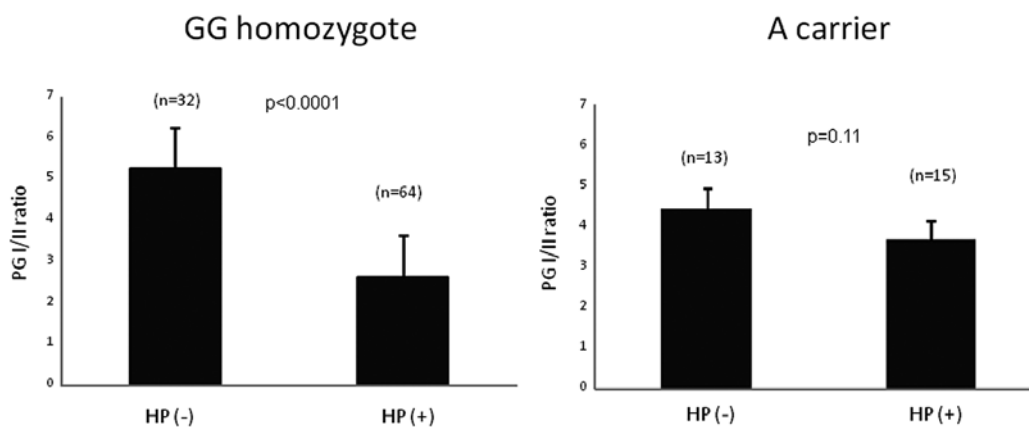 GG homozygote
A carrier
7
6
5
4
3
2
1
0
PG I/II ratio
(n=32)
p<0.0001
(n=64)
HP (-)
HP (+)
7
6
5
4
3
2
1
0
PG I/II ratio
(n=13)
p=0.11
(n=15)
HP (-)
HP (+)